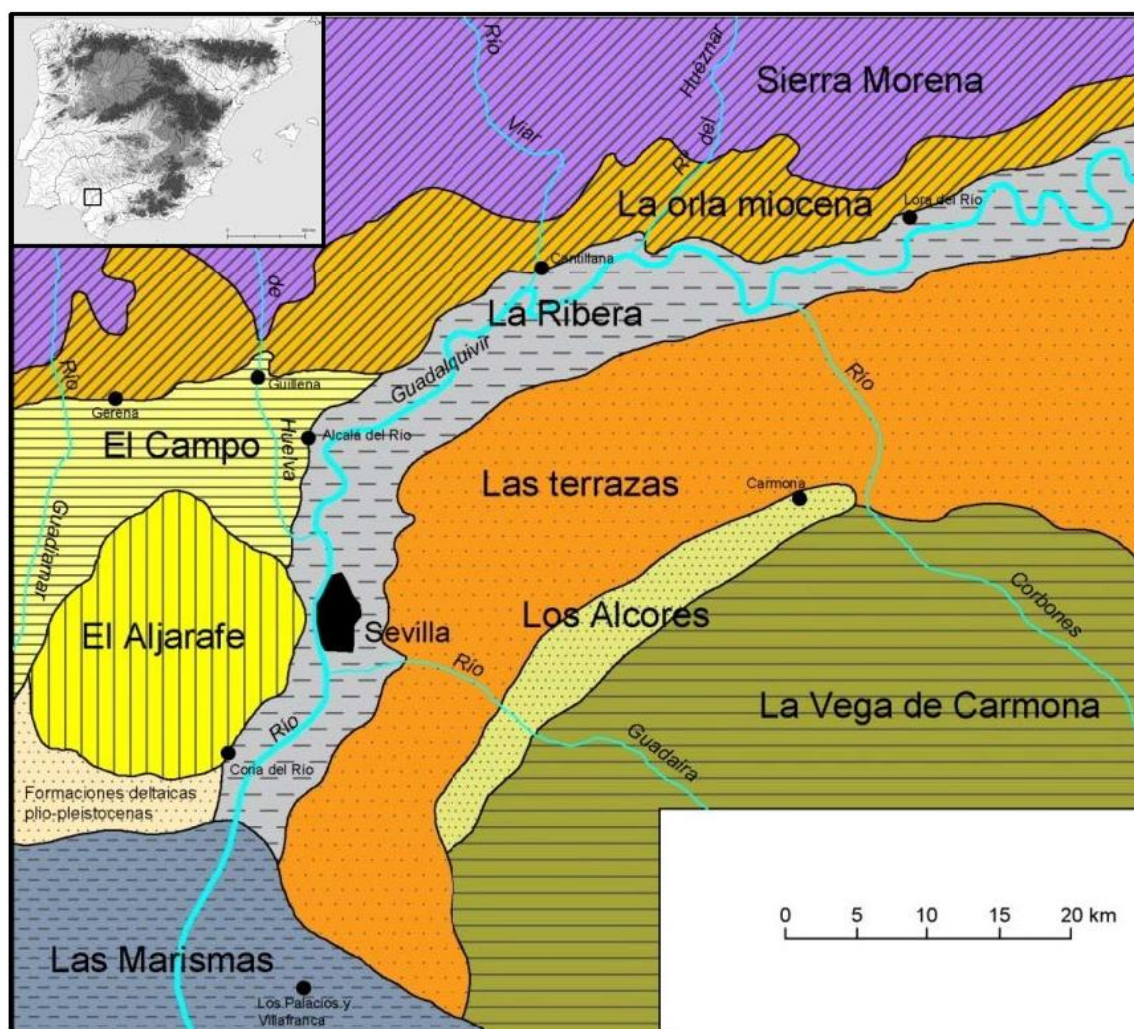 Río
Viar
Rª del
Huéznar
Sierra Morena
La orla miocena
Lora del Río
Cantillana
La Ribera
Río
Guadiamar
Río
de
Huelva
Guadalquivir
Guillena
Gerena
El Campo
Alcalá del Río
Las terrazas
Carmona
Río
Corbones
El Aljarafe
Sevilla
Los Alcores
Río
Guadaíra
La Vega de Carmona
Río
Coria del Río
Formaciones deltaicas
plio-pleistocenas
Las Marismas
Los Palacios y
Villafranca
0 5 10 15 20 km